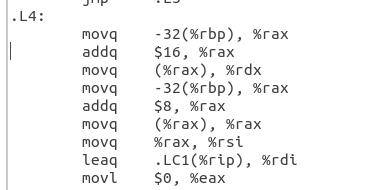 .L4:
movq -32(%rbp), %rax
addq $16, %rax
movq (%rax), %rdx
movq -32(%rbp), %rax
addq $8, %rax
movq (%rax), %rax
movq %rax, %rsi
leaq .LC1(%rip), %rdi
movl $0, %eax